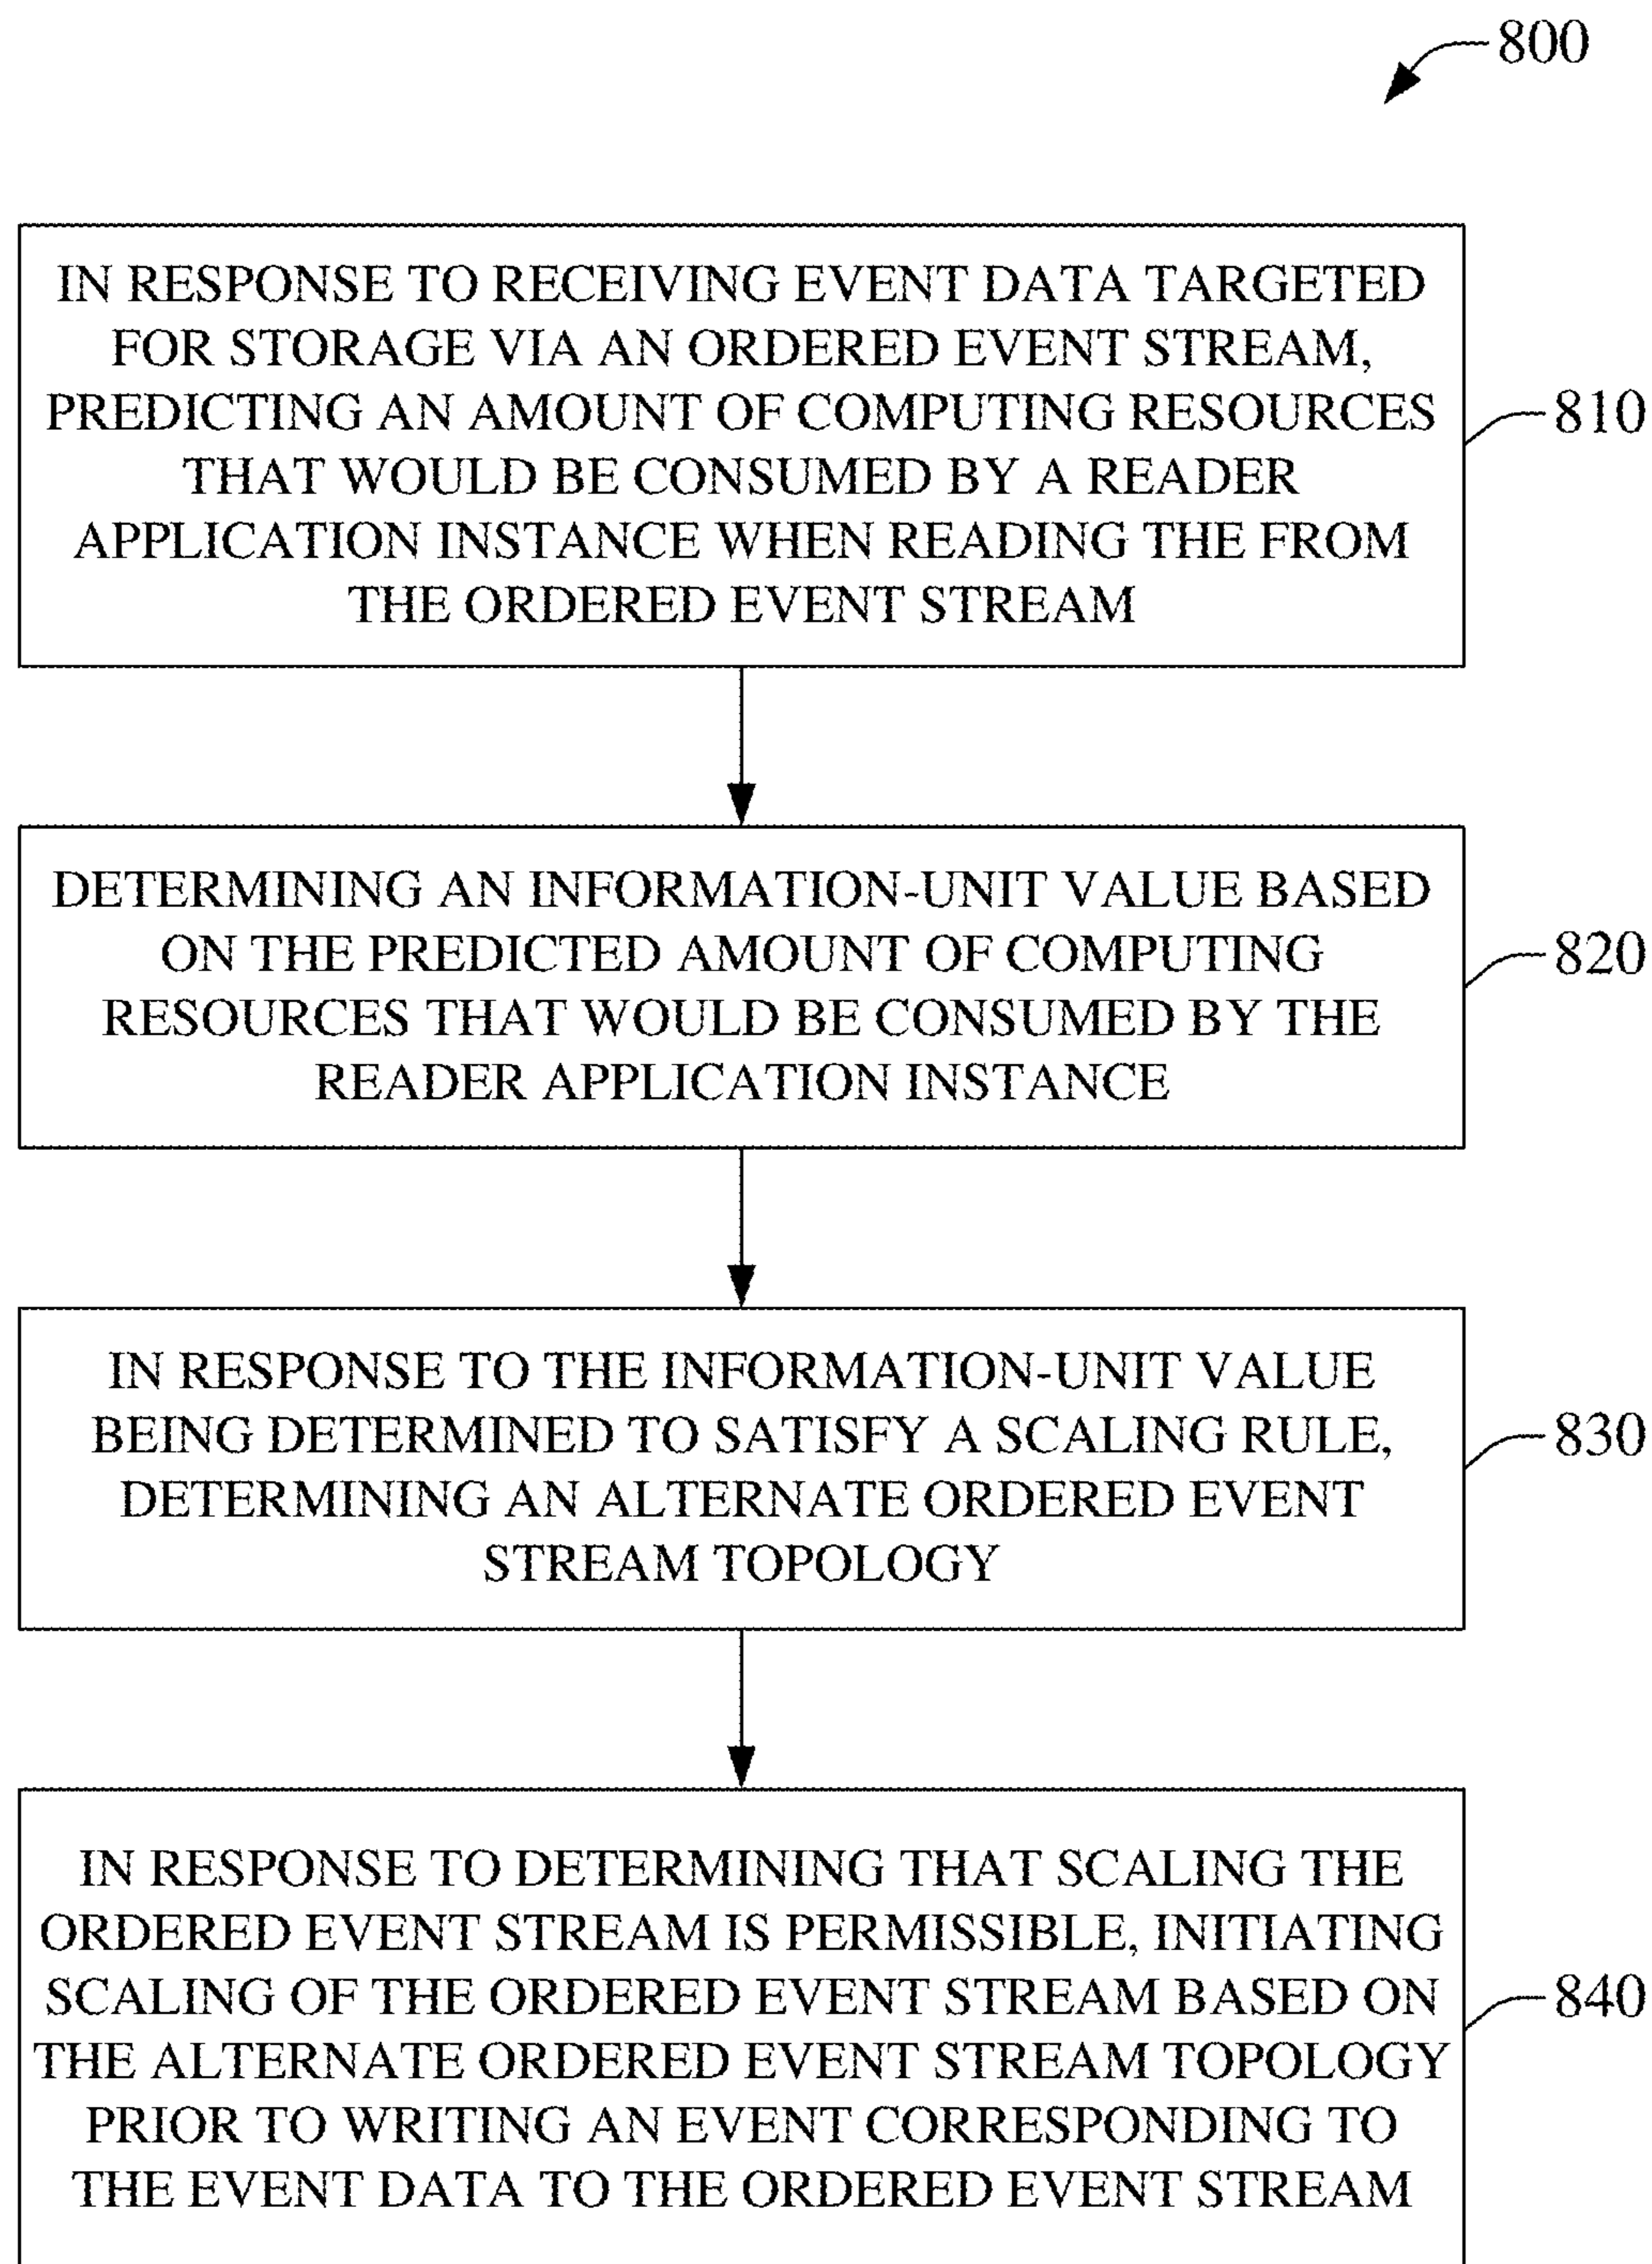 800
IN RESPONSE TO RECEIVING EVENT DATA TARGETED
FOR STORAGE VIA AN ORDERED EVENT STREAM,
PREDICTING AN AMOUNT OF COMPUTING RESOURCES
THAT WOULD BE CONSUMED BY A READER
APPLICATION INSTANCE WHEN READING THE FROM
THE ORDERED EVENT STREAM
810
DETERMINING AN INFORMATION-UNIT VALUE BASED
ON THE PREDICTED AMOUNT OF COMPUTING
RESOURCES THAT WOULD BE CONSUMED BY THE
READER APPLICATION INSTANCE
820
IN RESPONSE TO THE INFORMATION-UNIT VALUE
BEING DETERMINED TO SATISFY A SCALING RULE,
DETERMINING AN ALTERNATE ORDERED EVENT
STREAM TOPOLOGY
830
IN RESPONSE TO DETERMINING THAT SCALING THE
ORDERED EVENT STREAM IS PERMISSIBLE, INITIATING
SCALING OF THE ORDERED EVENT STREAM BASED ON
THE ALTERNATE ORDERED EVENT STREAM TOPOLOGY
PRIOR TO WRITING AN EVENT CORRESPONDING TO
THE EVENT DATA TO THE ORDERED EVENT STREAM
840